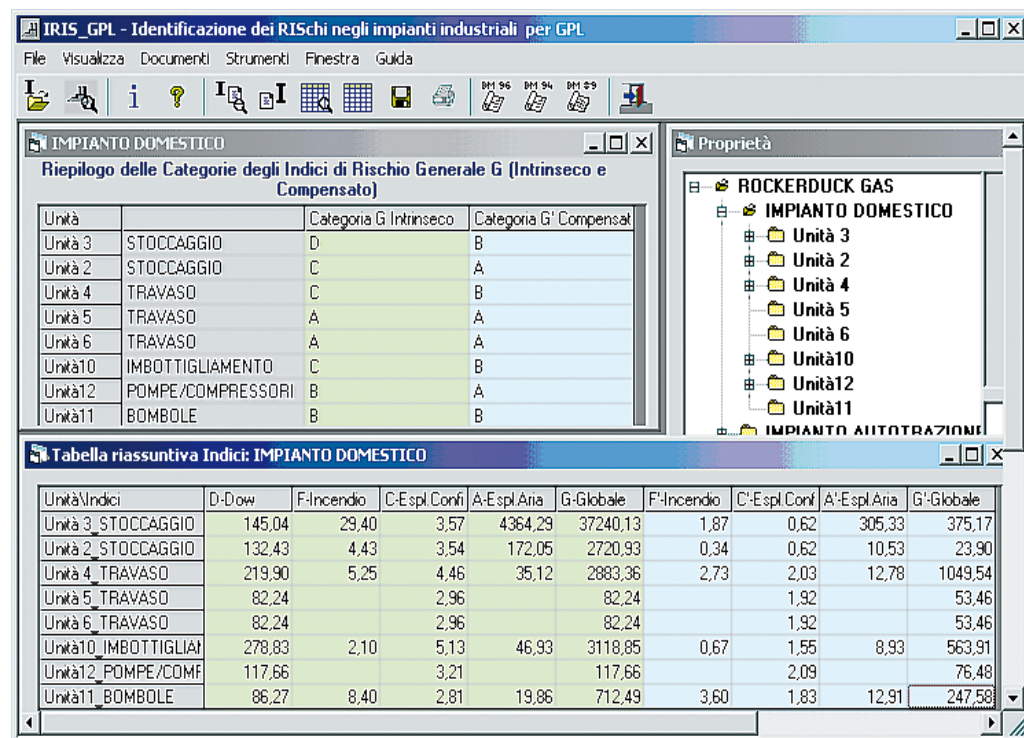 IRIS_GPL - Identificazione dei RISchi negli impianti industriali per GPL
File Visualizza Documenti Strumenti Finestra Guida
DM 96 DM 94 DM 89
IMPIANTO DOMESTICO
Riepilogo delle Categorie degli Indici di Rischio Generale G (Intrinseco e
Compensato)
Unità Categoria G Intrinseco Categoria G' Compensat
Unità 3 STOCCAGGIO D B
Unità 2 STOCCAGGIO C A
Unità 4 TRAVASO C B
Unità 5 TRAVASO A A
Unità 6 TRAVASO A A
Unità10 IMBOTTIGLIAMENTO C B
Unità12 POMPE/COMPRESSORI B A
Unità11 BOMBOLE B B
Proprietà
ROCKERDUCK GAS
IMPIANTO DOMESTICO
Unità 3
Unità 2
Unità 4
Unità 5
Unità 6
Unità10
Unità12
Unità11
IMPIANTO AUTOTRAZIONE
Tabella riassuntiva Indici: IMPIANTO DOMESTICO
Unità\Indici D-Dow F-Incendio C-Espl.Confi A-Espl.Aria G-Globale F'-Incendio C'-Espl.Conf A'-Espl.Aria G'-Globale
Unità 3_STOCCAGGIO 145,04 29,40 3,57 4364,29 37240,13 1,87 0,62 305,33 375,17
Unità 2_STOCCAGGIO 132,43 4,43 3,54 172,05 2720,93 0,34 0,62 10,53 23,90
Unità 4_TRAVASO 219,90 5,25 4,46 35,12 2883,36 2,73 2,03 12,78 1049,54
Unità 5_TRAVASO 82,24 2,96 82,24 1,92 53,46
Unità 6_TRAVASO 82,24 2,96 82,24 1,92 53,46
Unità10_IMBOTTIGLIAM 278,83 2,10 5,13 46,93 3118,85 0,67 1,55 8,93 563,91
Unità12_POMPE/COMP 117,66 3,21 117,66 2,09 76,48
Unità11_BOMBOLE 86,27 8,40 2,81 19,86 712,49 3,60 1,83 12,91 247,58